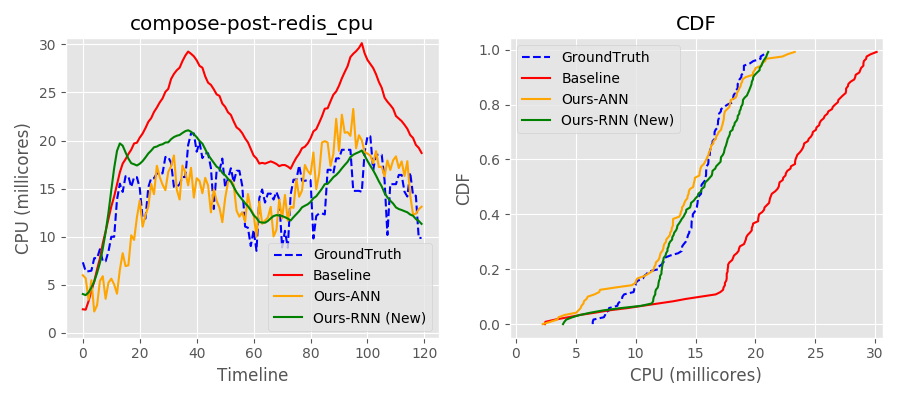 compose-post-redis_cpu
CPU (millicores)
30
25
20
15
10
5
0
0
20
40
60
80
100
120
Timeline
GroundTruth
Baseline
Ours-ANN
Ours-RNN (New)
CDF
CDF
1.0
0.8
0.6
0.4
0.2
0.0
0
5
10
15
20
25
30
CPU (millicores)
GroundTruth
Baseline
Ours-ANN
Ours-RNN (New)